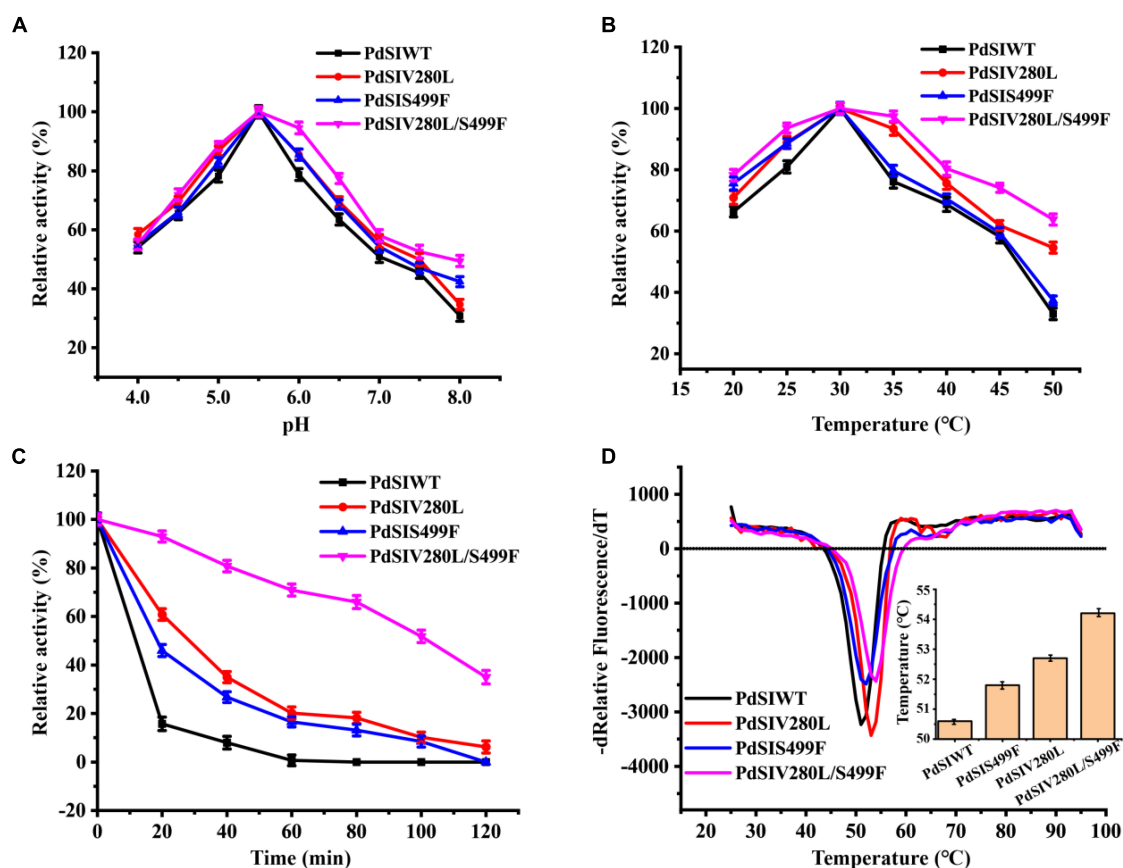 A
120
100
80
60
40
20
Relative activity (%)
PdSIWT
PdSIV280L
PdSIS499F
PdSIV280L/S499F
4.0 5.0 6.0 7.0 8.0
pH
B
120
100
80
60
40
20
Relative activity (%)
PdSIWT
PdSIV280L
PdSIS499F
PdSIV280L/S499F
15 20 25 30 35 40 45 50
Temperature (°C)
C
120
100
80
60
40
20
0
-20
Relative activity (%)
PdSIWT
PdSIV280L
PdSIS499F
PdSIV280L/S499F
0 20 40 60 80 100 120
Time (min)
D
1000
0
-1000
-2000
-3000
-4000
-dRelative Fluorescence/dT
PdSIWT
PdSIV280L
PdSIS499F
PdSIV280L/S499F
55
54
53
52
51
50
Temperature (°C)
PdSIWT
PdSIS499F
PdSIV280L
PdSIV280L/S499F
20 30 40 50 60 70 80 90 100
Temperature (°C)